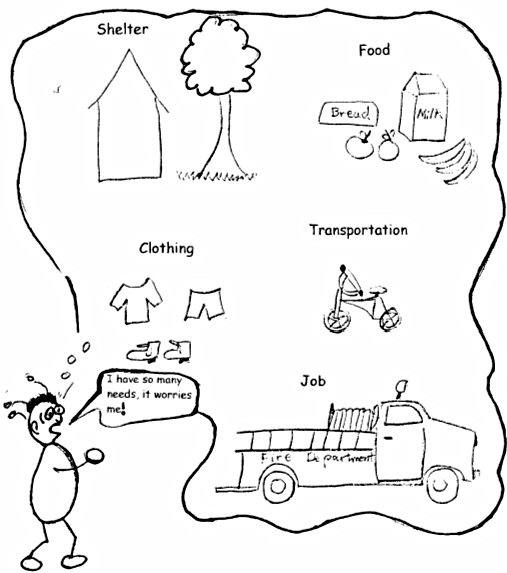 Shelter
Food
Bread
Milk
Transportation
Clothing
I have so many
needs, it worries
me!
Job
Fire Department